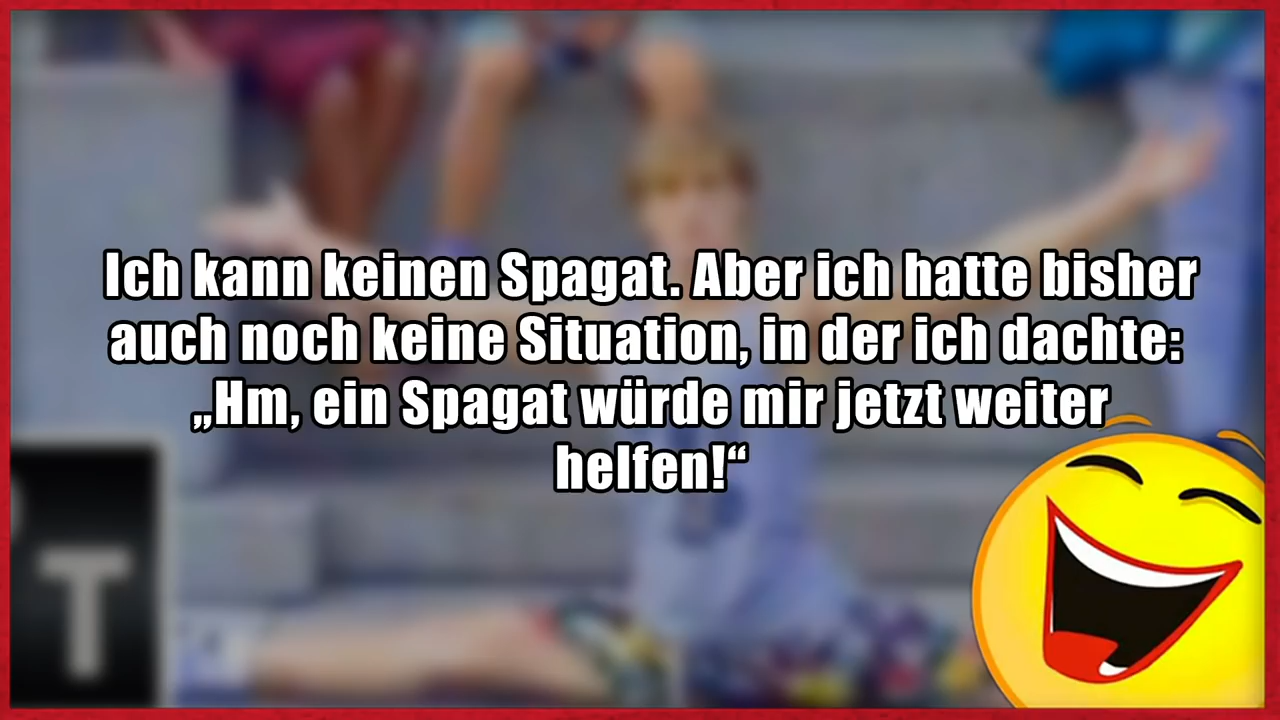 Ich kann keinen Spagat. Aber ich hatte bisher
auch noch keine Situation, in der ich dachte:
„Hm, ein Spagat würde mir jetzt weiter
helfen!“
T